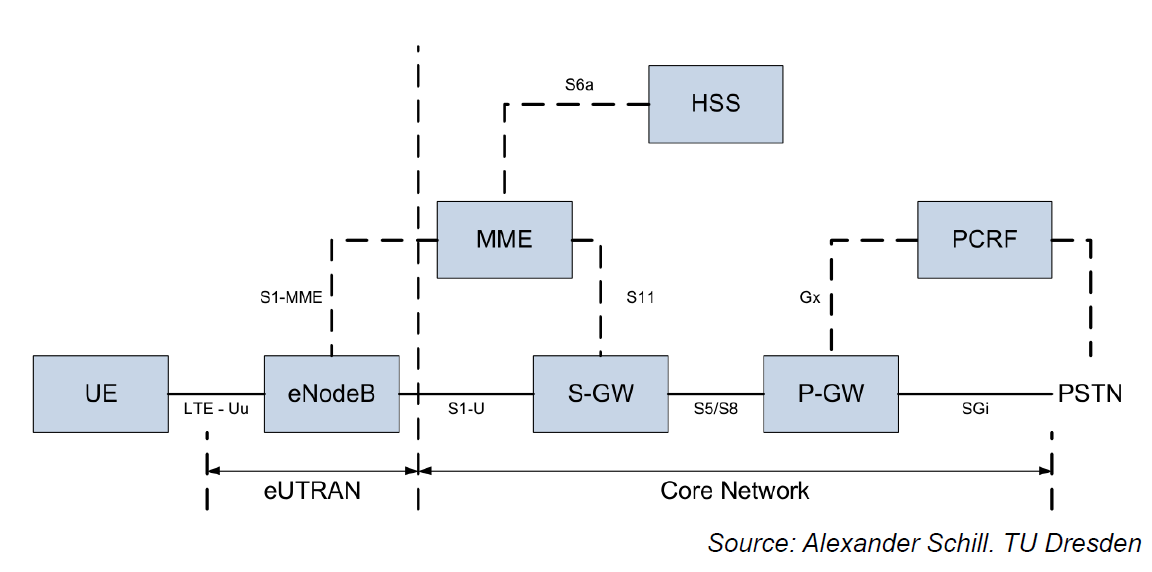 S6a
HSS
MME
PCRF
S1-MME
S11
Gx
UE
eNodeB
S-GW
P-GW
PSTN
LTE - Uu
S1-U
S5/S8
SGi
eUTRAN
Core Network
Source: Alexander Schill. TU Dresden